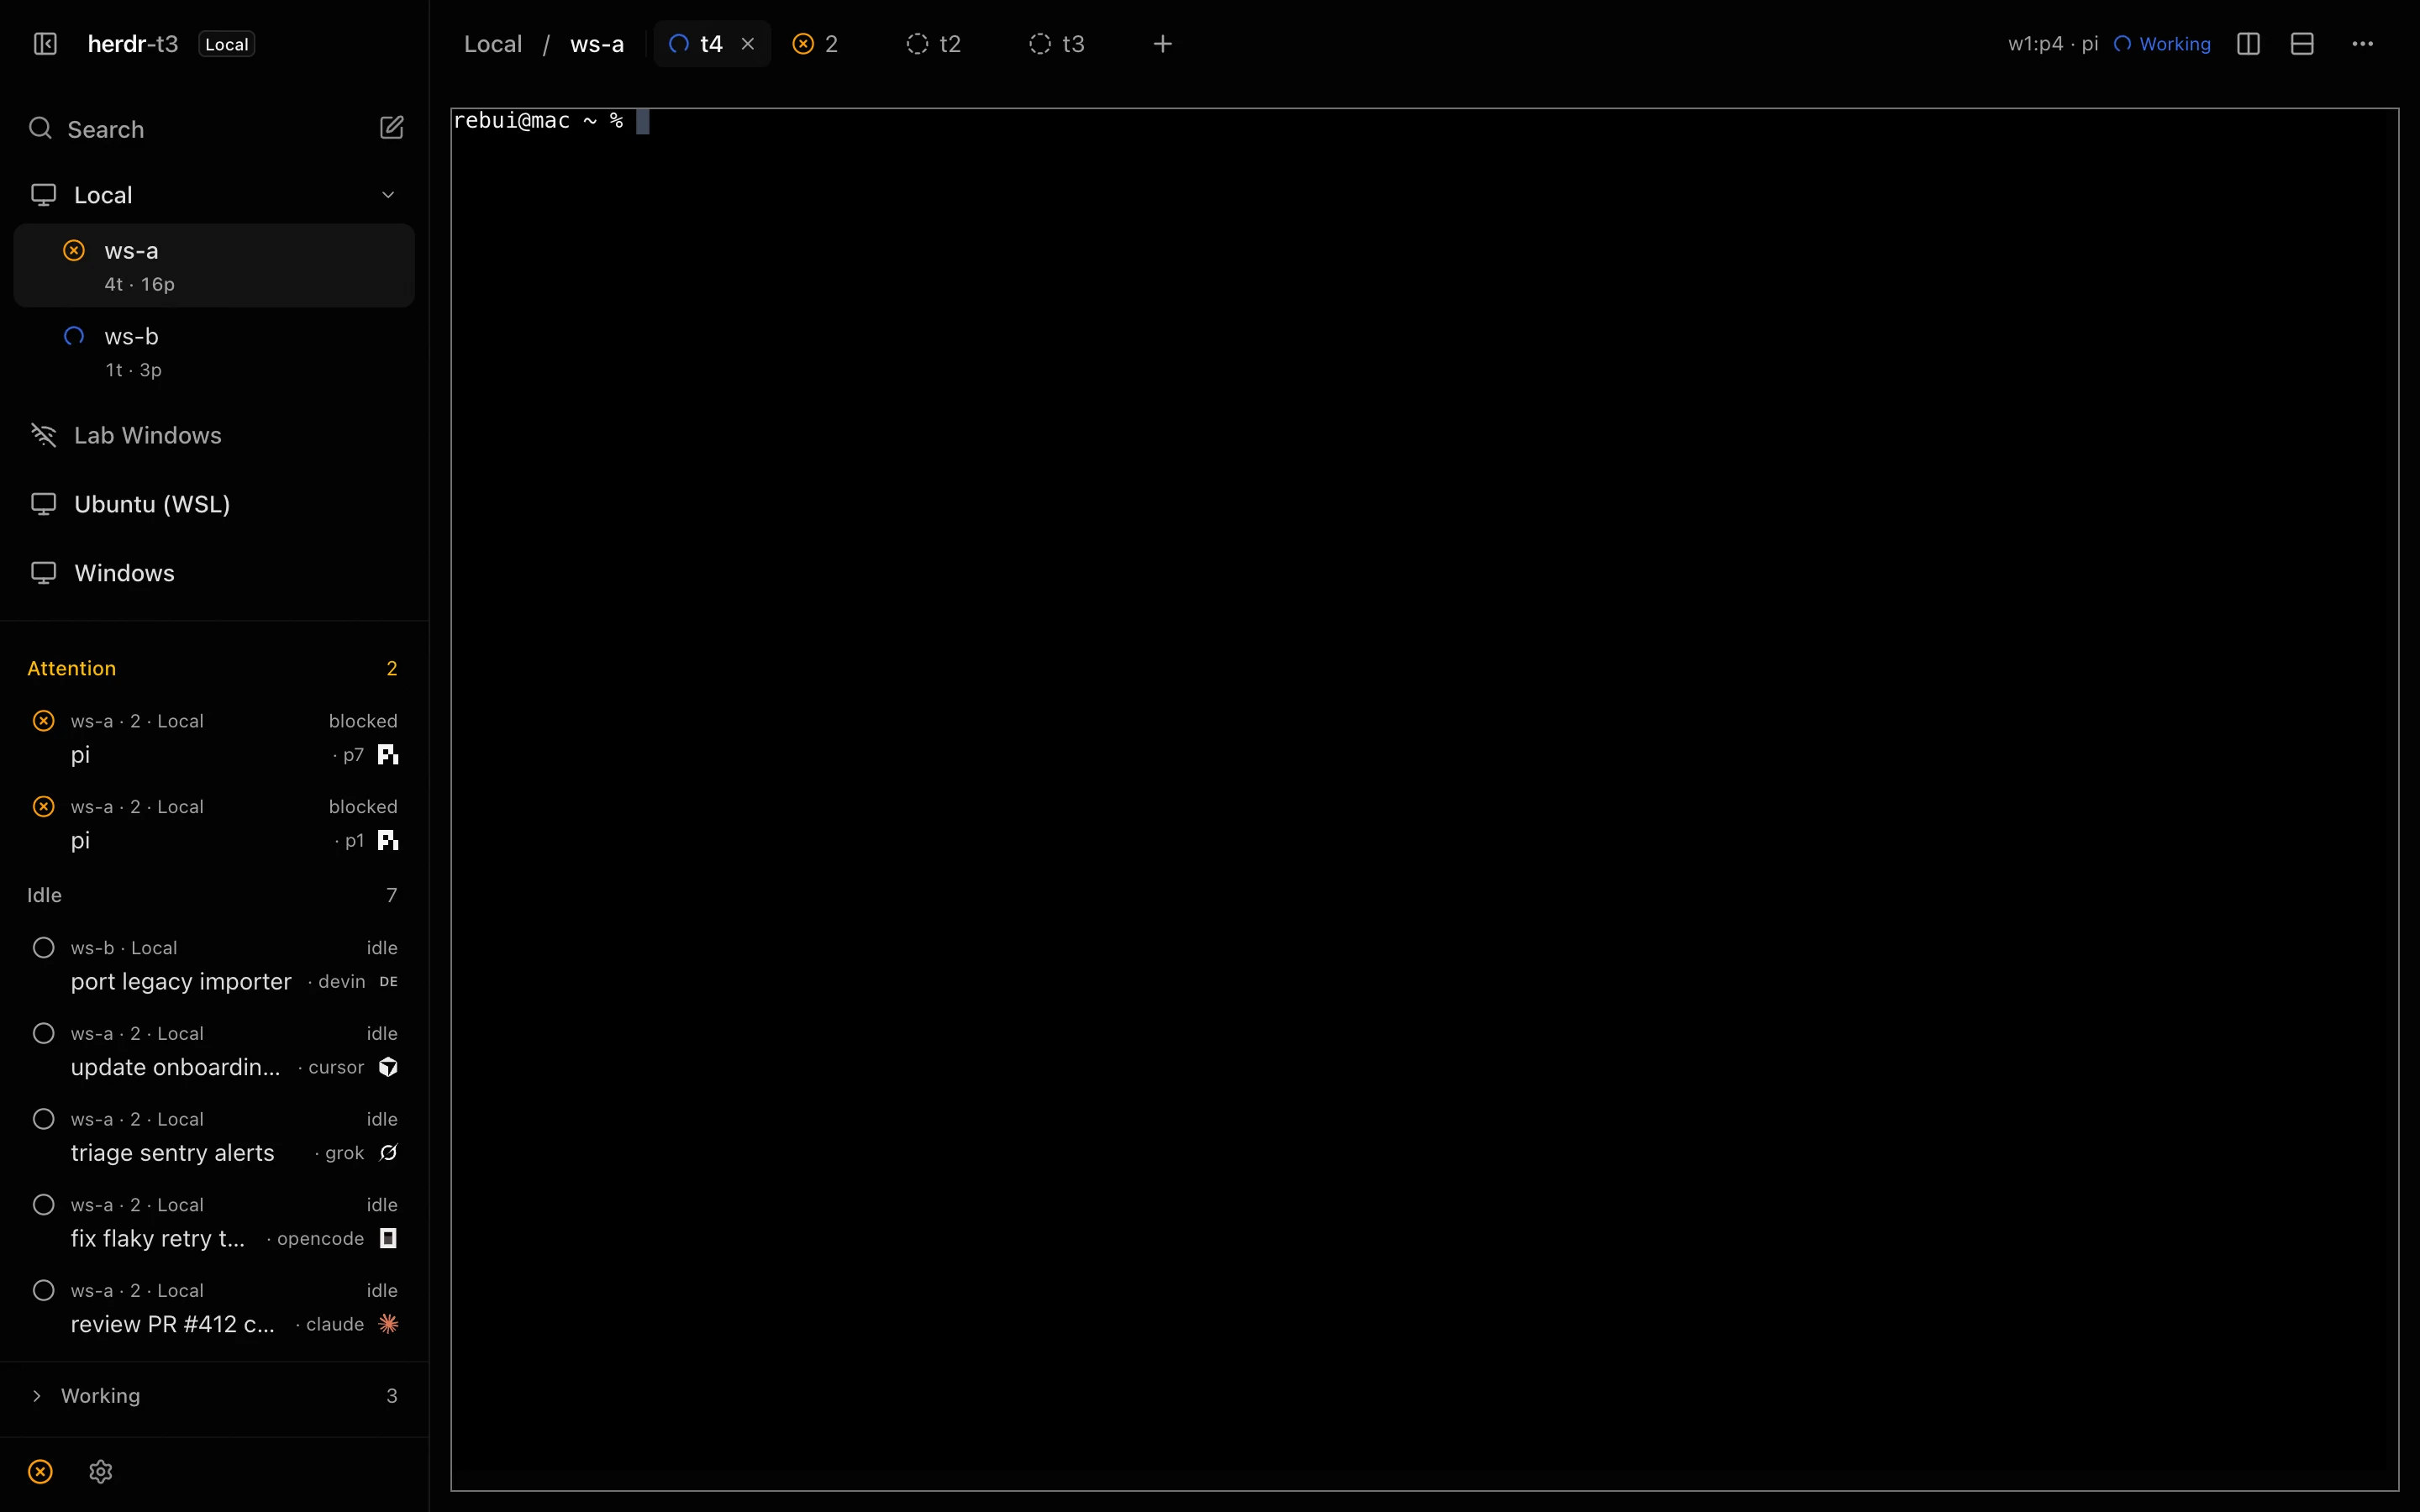 herdr-t3 Local
Search
Local
ws-a
4t · 16p
ws-b
1t · 3p
Lab Windows
Ubuntu (WSL)
Windows
Attention 2
ws-a · 2 · Local blocked
pi · p7
ws-a · 2 · Local blocked
pi · p1
Idle 7
ws-b · Local idle
port legacy importer · devin DE
ws-a · 2 · Local idle
update onboardin... · cursor
ws-a · 2 · Local idle
triage sentry alerts · grok
ws-a · 2 · Local idle
fix flaky retry t... · opencode
ws-a · 2 · Local idle
review PR #412 c... · claude
Working 3
Local / ws-a t4 2 t2 t3 w1:p4 · pi Working
rebui@mac ~ %